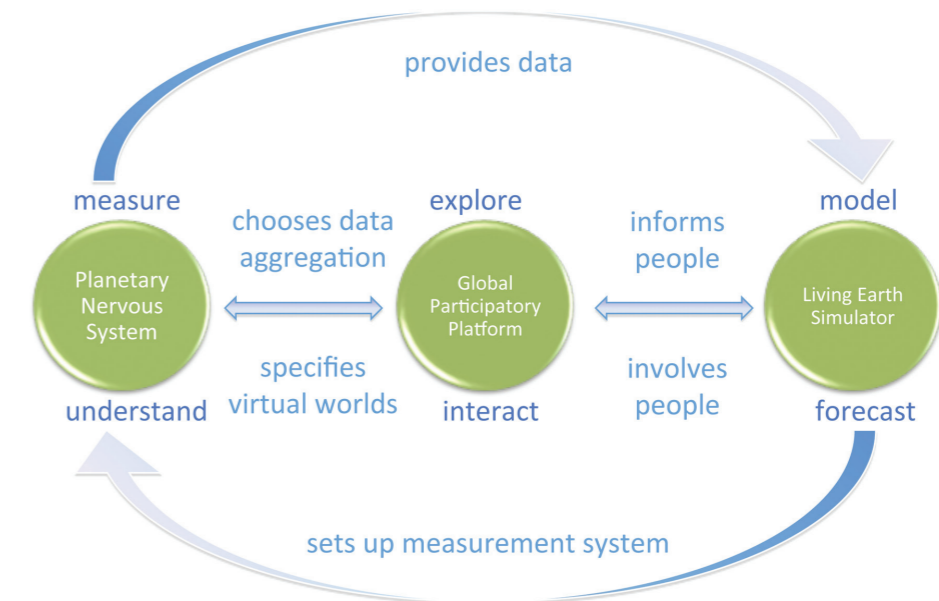 provides data
measure
explore
model
chooses data
aggregation
informs
people
Planetary
Nervous
System
Global
Participatory
Platform
Living Earth
Simulator
specifies
virtual worlds
involves
people
understand
interact
forecast
sets up measurement system